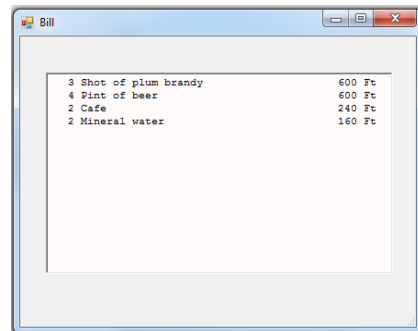 Bill
3 Shot of plum brandy 600 Ft
4 Pint of beer 600 Ft
2 Cafe 240 Ft
2 Mineral water 160 Ft